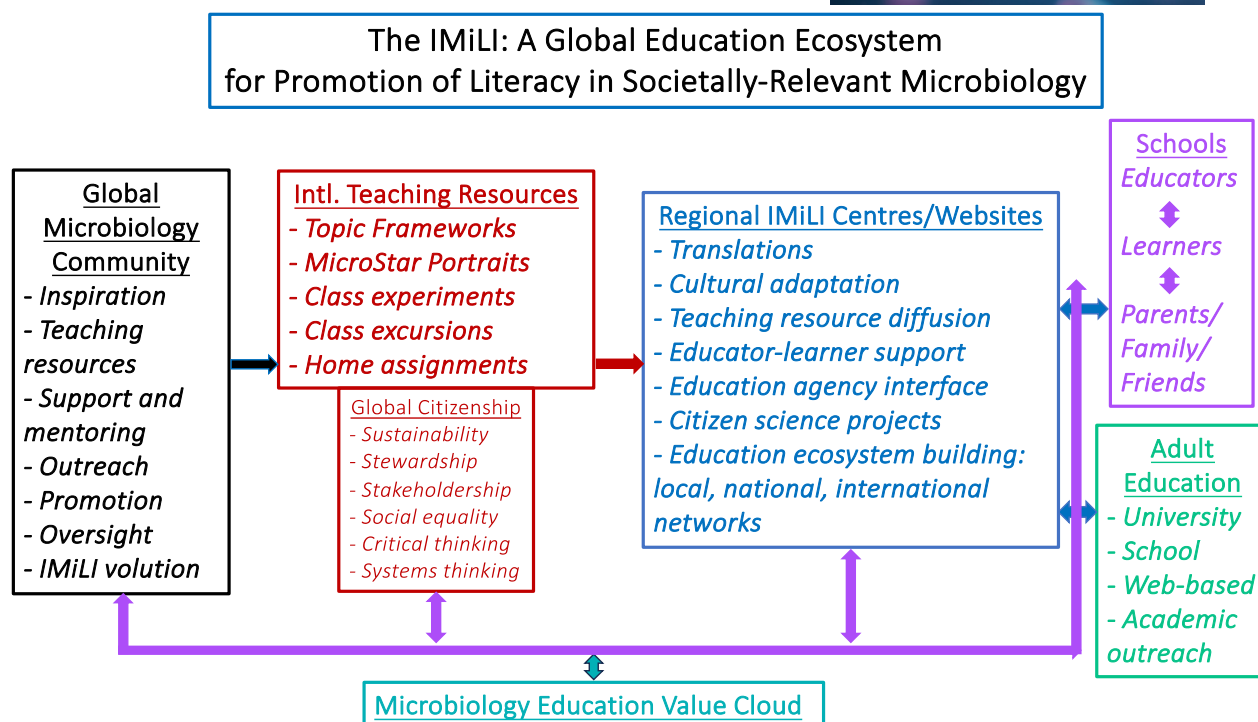 The IMiLI: A Global Education Ecosystem
for Promotion of Literacy in Societally-Relevant Microbiology
Global
Microbiology
Community
- Inspiration
- Teaching
resources
- Support and
mentoring
- Outreach
- Promotion
- Oversight
- IMiLI volution
Intl. Teaching Resources
- Topic Frameworks
- MicroStar Portraits
- Class experiments
- Class excursions
- Home assignments
Global Citizenship
- Sustainability
- Stewardship
- Stakeholdership
- Social equality
- Critical thinking
- Systems thinking
Regional IMiLI Centres/Websites
- Translations
- Cultural adaptation
- Teaching resource diffusion
- Educator-learner support
- Education agency interface
- Citizen science projects
- Education ecosystem building:
local, national, international
networks
Schools
Educators
Learners
Parents/
Family/
Friends
Adult
Education
- University
- School
- Web-based
- Academic
outreach
Microbiology Education Value Cloud